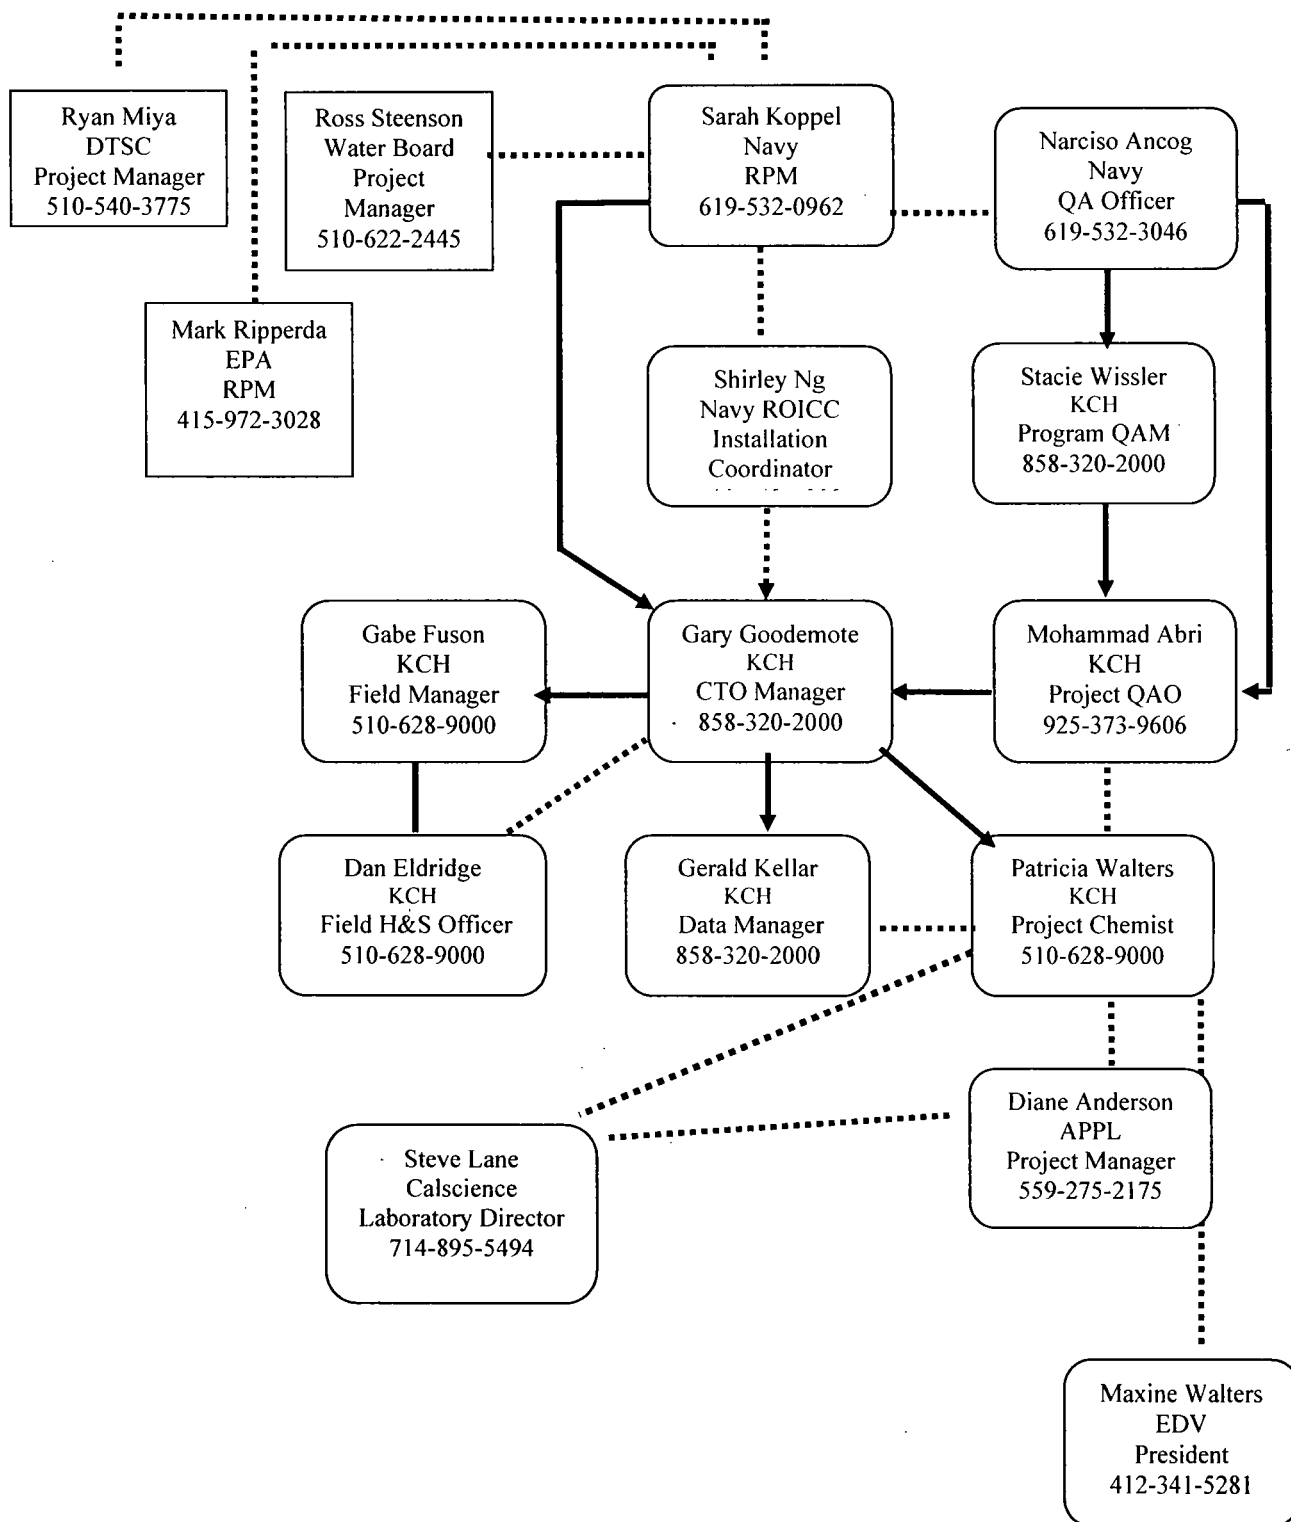 Ryan Miya
DTSC
Project Manager
510-540-3775
Ross Steenson
Water Board
Project
Manager
510-622-2445
Sarah Koppel
Navy
RPM
619-532-0962
Narciso Ancog
Navy
QA Officer
619-532-3046
Mark Ripperda
EPA
RPM
415-972-3028
Shirley Ng
Navy ROICC
Installation
Coordinator
Stacie Wissler
KCH
Program QAM
858-320-2000
Gabe Fuson
KCH
Field Manager
510-628-9000
Gary Goodemote
KCH
CTO Manager
858-320-2000
Mohammad Abri
KCH
Project QAO
925-373-9606
Dan Eldridge
KCH
Field H&S Officer
510-628-9000
Gerald Kellar
KCH
Data Manager
858-320-2000
Patricia Walters
KCH
Project Chemist
510-628-9000
Steve Lane
Calscience
Laboratory Director
714-895-5494
Diane Anderson
APPL
Project Manager
559-275-2175
Maxine Walters
EDV
President
412-341-5281